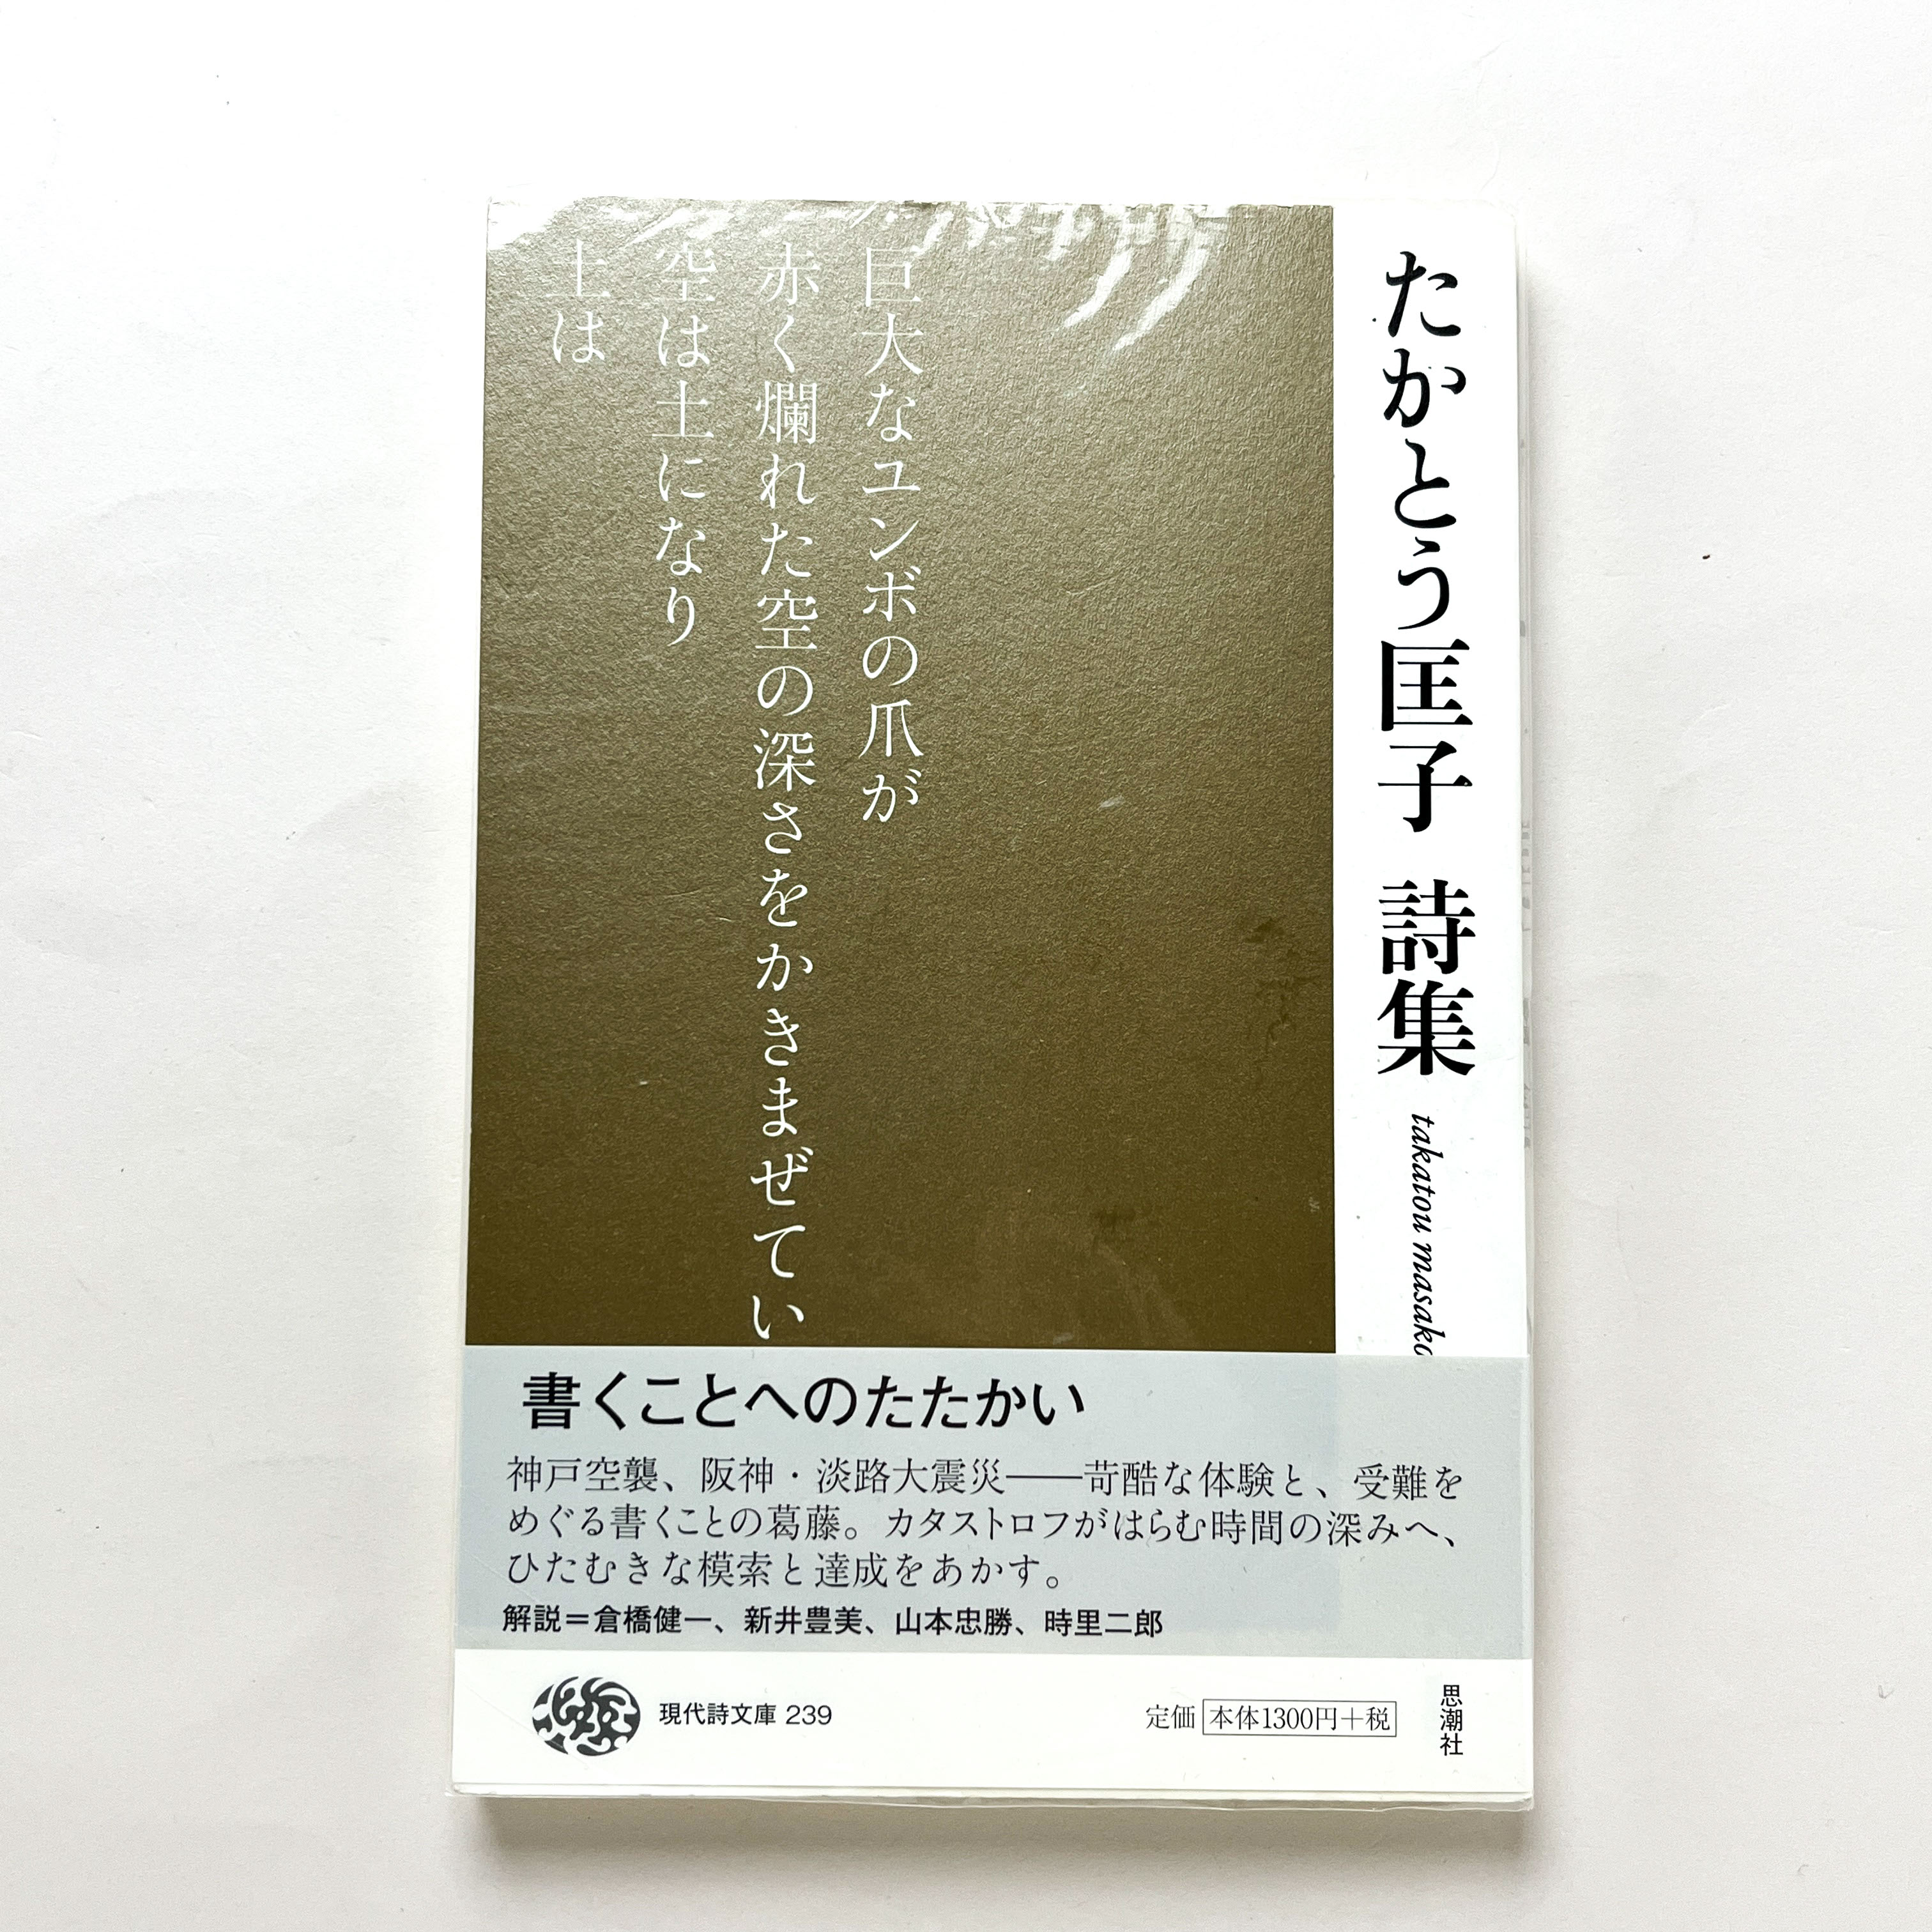 たかとう匡子 詩集
takatou masako
巨大なユンボの爪が
赤く爛れた空の深さをかきまぜてい
空は土になり
土は
書くことへのたたかい
神戸空襲、阪神・淡路大震災――苛酷な体験と、受難を
めぐる書くことの葛藤。カタストロフがはらむ時間の深みへ、
ひたむきな模索と達成をあかす。
解説＝倉橋健一、新井豊美、山本忠勝、時里二郎
現代詩文庫 239
定価 本体1300円＋税
思潮社